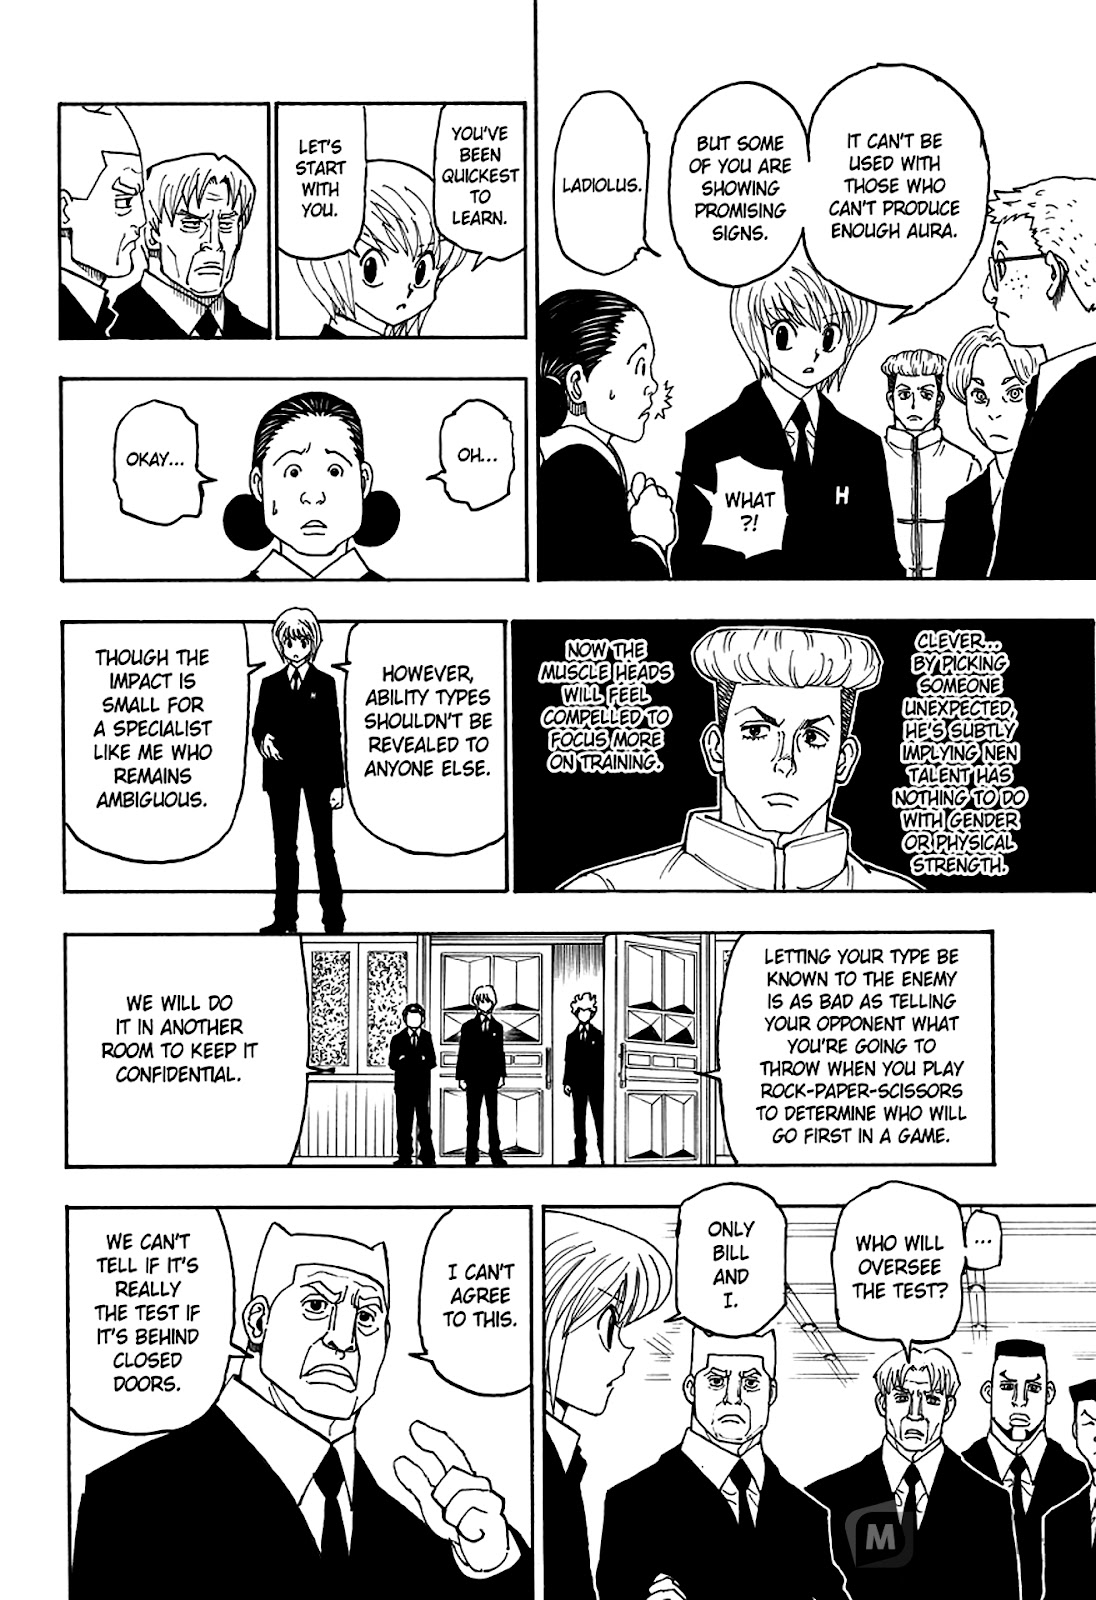 IT CAN'T BE
USED WITH
THOSE WHO
CAN'T PRODUCE
ENOUGH AURA.
BUT SOME
OF YOU ARE
SHOWING
PROMISING
SIGNS.
LADIOLUS.
WHAT
?!
H
YOU'VE
BEEN
QUICKEST
TO
LEARN.
LET'S
START
WITH
YOU.
OH...
OKAY...
CLEVER...
BY PICKING
SOMEONE
UNEXPECTED,
HE'S SUBTLY
IMPLYING NEN
TALENT HAS
NOTHING TO DO
WITH GENDER
OR PHYSICAL
STRENGTH.
NOW THE
MUSCLE HEADS
WILL FEEL
COMPELLED TO
FOCUS MORE
ON TRAINING.
HOWEVER,
ABILITY TYPES
SHOULDN'T BE
REVEALED TO
ANYONE ELSE.
THOUGH THE
IMPACT IS
SMALL FOR
A SPECIALIST
LIKE ME WHO
REMAINS
AMBIGUOUS.
H
LETTING YOUR TYPE BE
KNOWN TO THE ENEMY
IS AS BAD AS TELLING
YOUR OPPONENT WHAT
YOU'RE GOING TO
THROW WHEN YOU PLAY
ROCK-PAPER-SCISSORS
TO DETERMINE WHO WILL
GO FIRST IN A GAME.
H
WE WILL DO
IT IN ANOTHER
ROOM TO KEEP IT
CONFIDENTIAL.
...
WHO WILL
OVERSEE
THE TEST?
ONLY
BILL
AND
I.
I CAN'T
AGREE
TO THIS.
WE CAN'T
TELL IF IT'S
REALLY
THE TEST IF
IT'S BEHIND
CLOSED
DOORS.
M